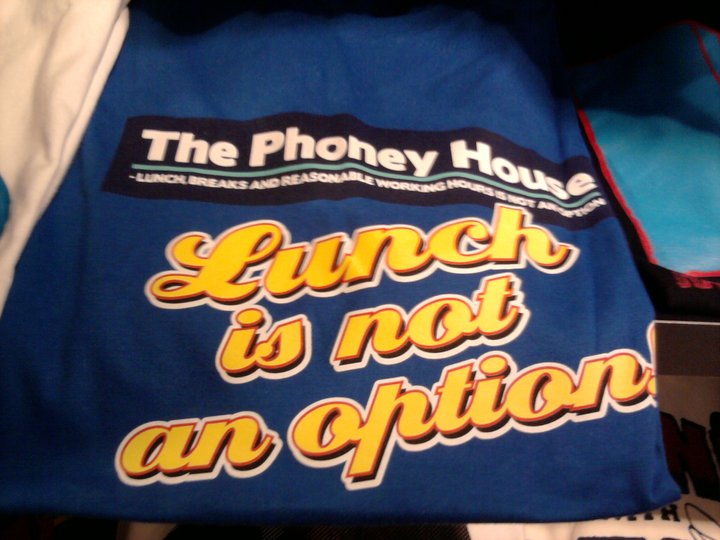 The Phoney House
-LUNCH, BREAKS AND REASONABLE WORKING HOURS IS NOT AN OPTION
Lunch
is not
an option!